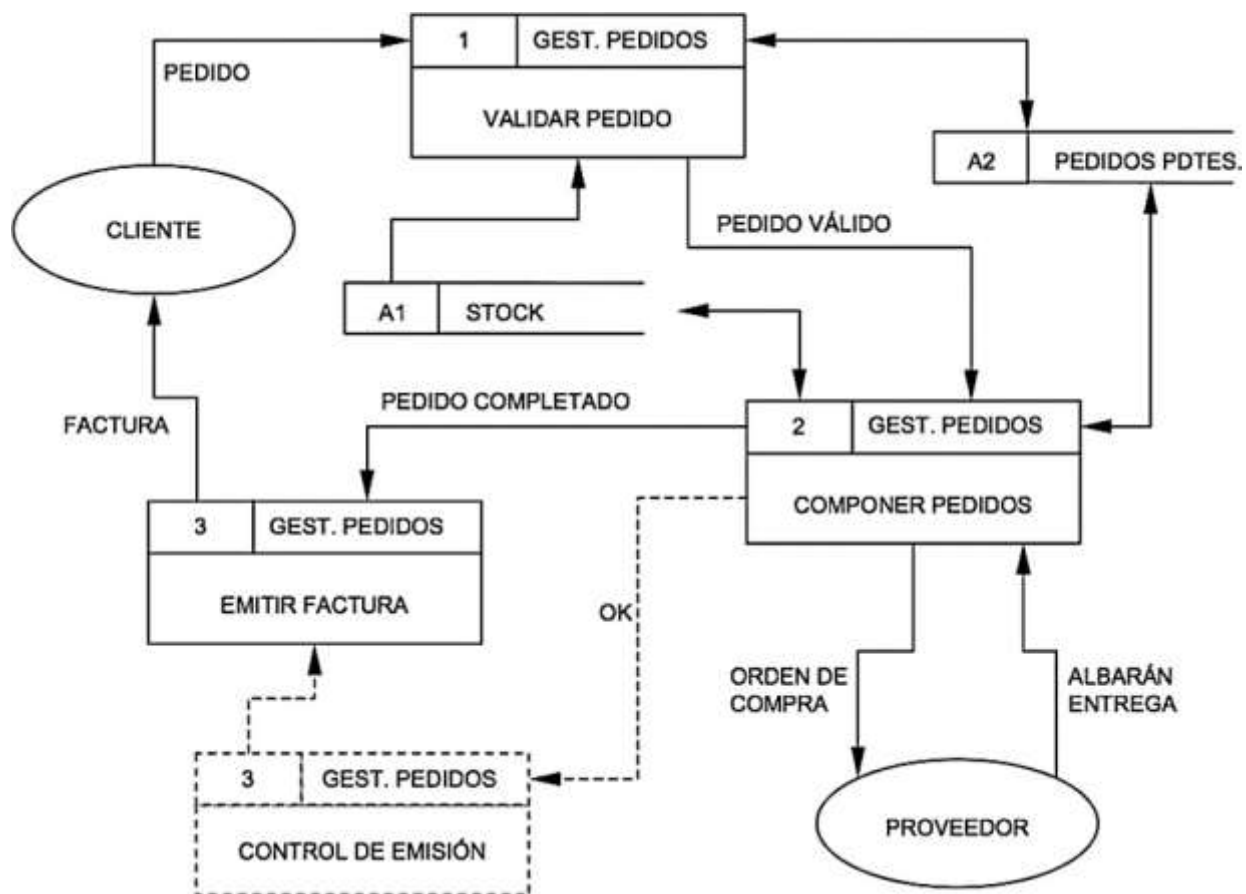 1
GEST. PEDIDOS
PEDIDO
VALIDAR PEDIDO
A2
PEDIDOS PDTES.
CLIENTE
PEDIDO VÁLIDO
A1
STOCK
PEDIDO COMPLETADO
FACTURA
2
GEST. PEDIDOS
COMPONER PEDIDOS
3
GEST. PEDIDOS
EMITIR FACTURA
OK
ORDEN DE
COMPRA
ALBARÁN
ENTREGA
3
GEST. PEDIDOS
CONTROL DE EMISIÓN
PROVEEDOR